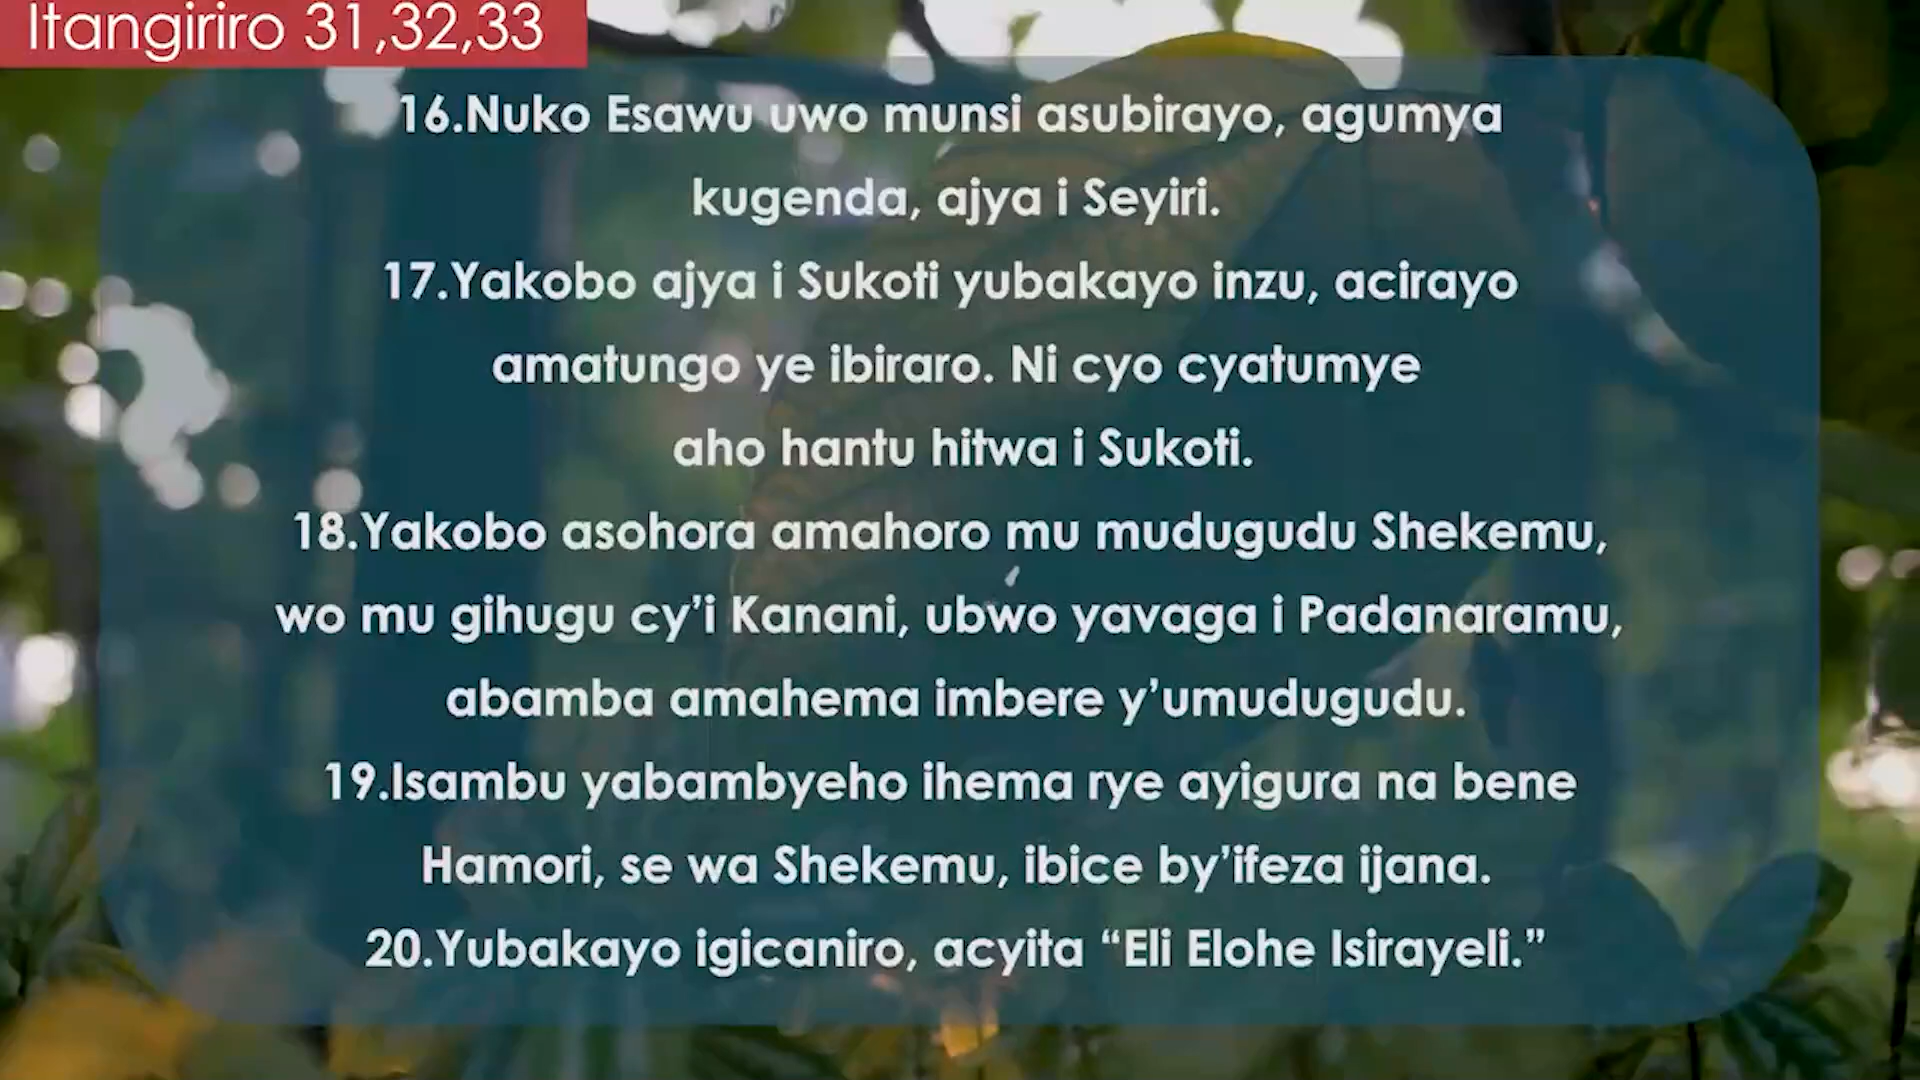 Itangiriro 31,32,33
16.Nuko Esawu uwo munsi asubirayo, agumya
kugenda, ajya i Seyiri.
17.Yakobo ajya i Sukoti yubakayo inzu, acirayo
amatungo ye ibiraro. Ni cyo cyatumye
aho hantu hitwa i Sukoti.
18.Yakobo asohora amahoro mu mudugudu Shekemu,
wo mu gihugu cy’i Kanani, ubwo yavaga i Padanaramu,
abamba amahema imbere y’umudugudu.
19.Isambu yabambyeho ihema rye ayigura na bene
Hamori, se wa Shekemu, ibice by’ifeza ijana.
20.Yubakayo igicaniro, acyita “Eli Elohe Isirayeli.”